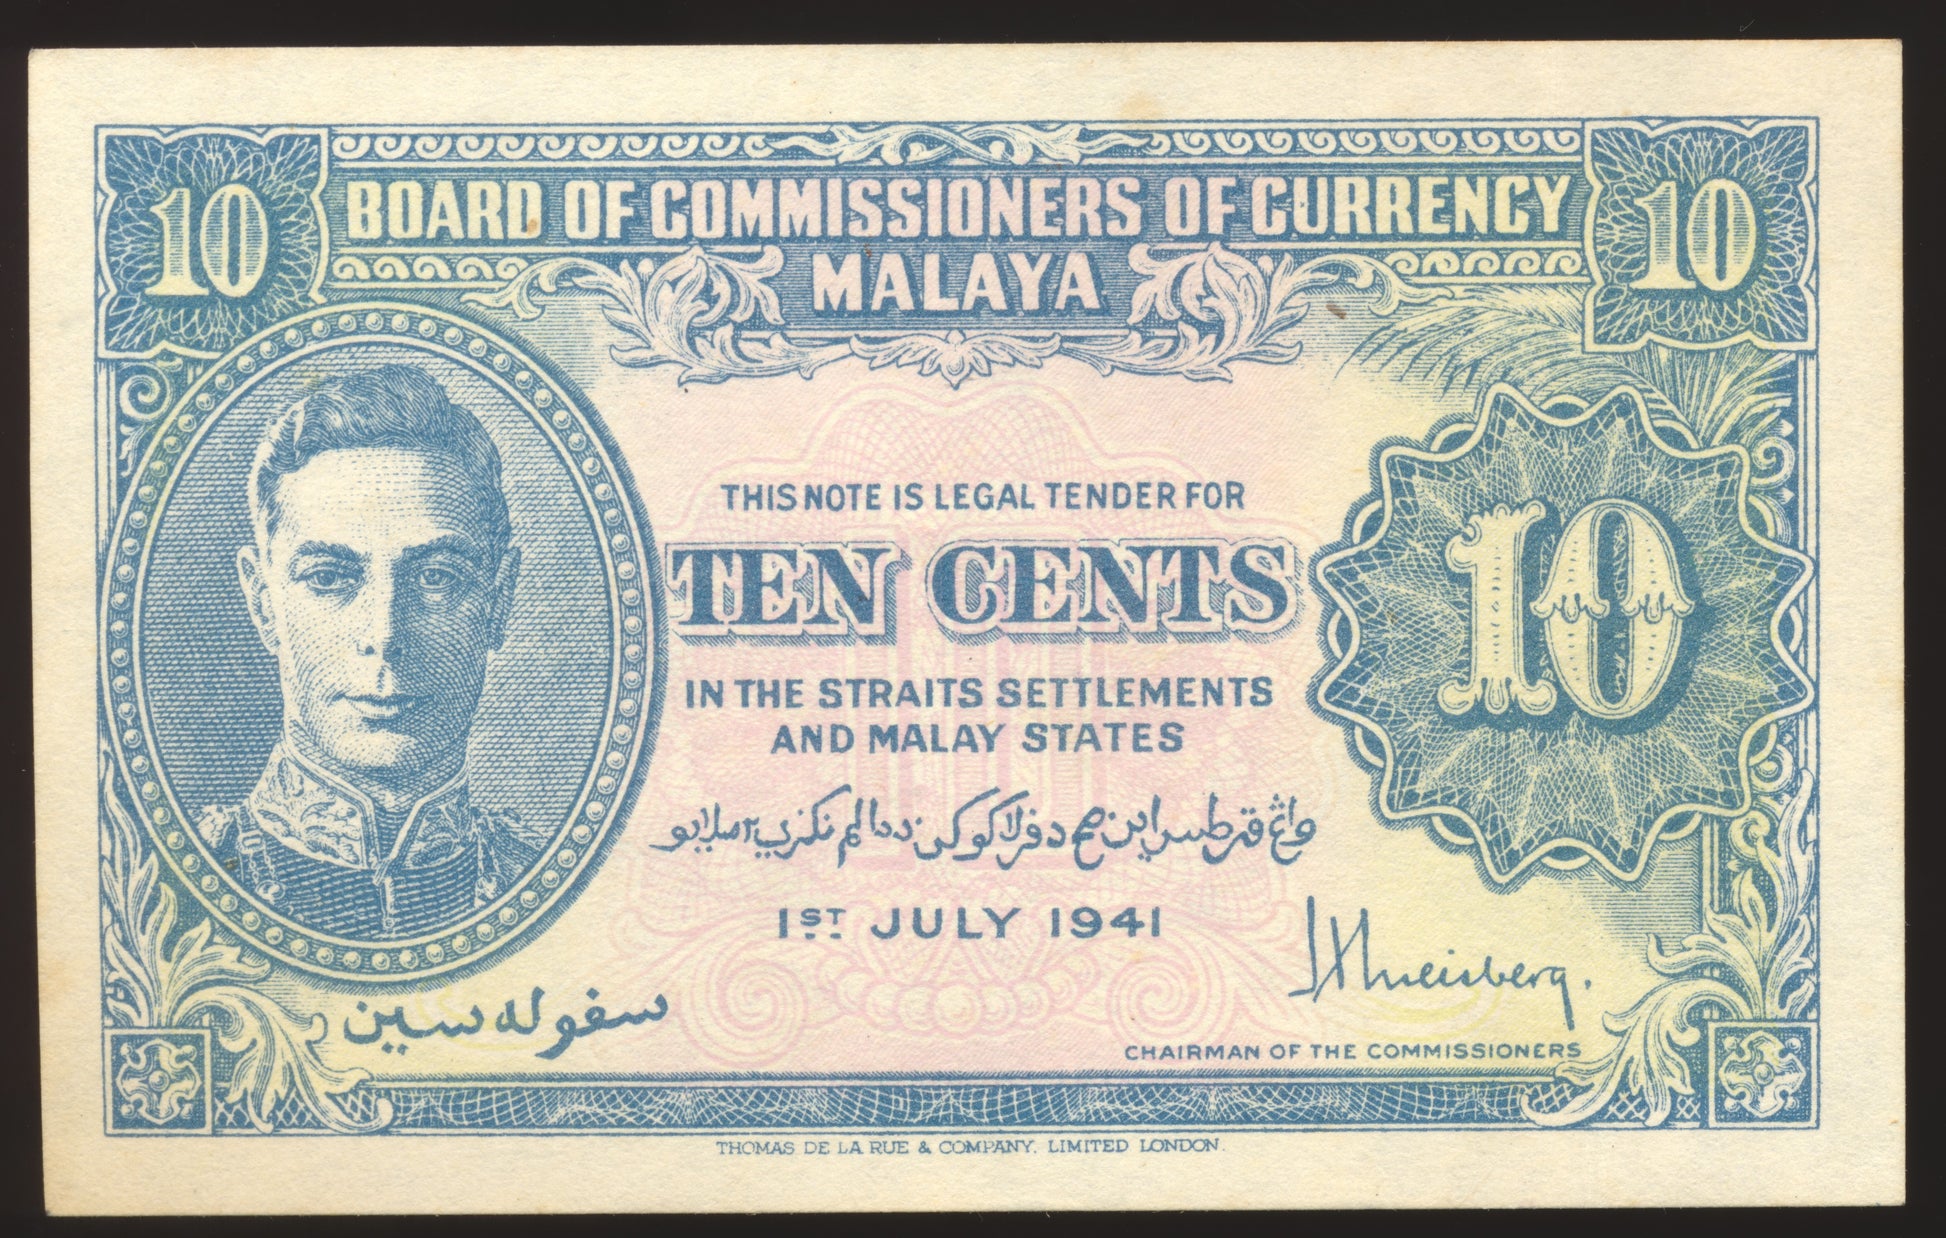 10
10
BOARD OF COMMISSIONERS OF CURRENCY
MALAYA
THIS NOTE IS LEGAL TENDER FOR
TEN CENTS
10
IN THE STRAITS SETTLEMENTS
AND MALAY STATES
1ST. JULY 1941
سفوله سين
CHAIRMAN OF THE COMMISSIONERS
THOMAS DE LA RUE & COMPANY. LIMITED LONDON.